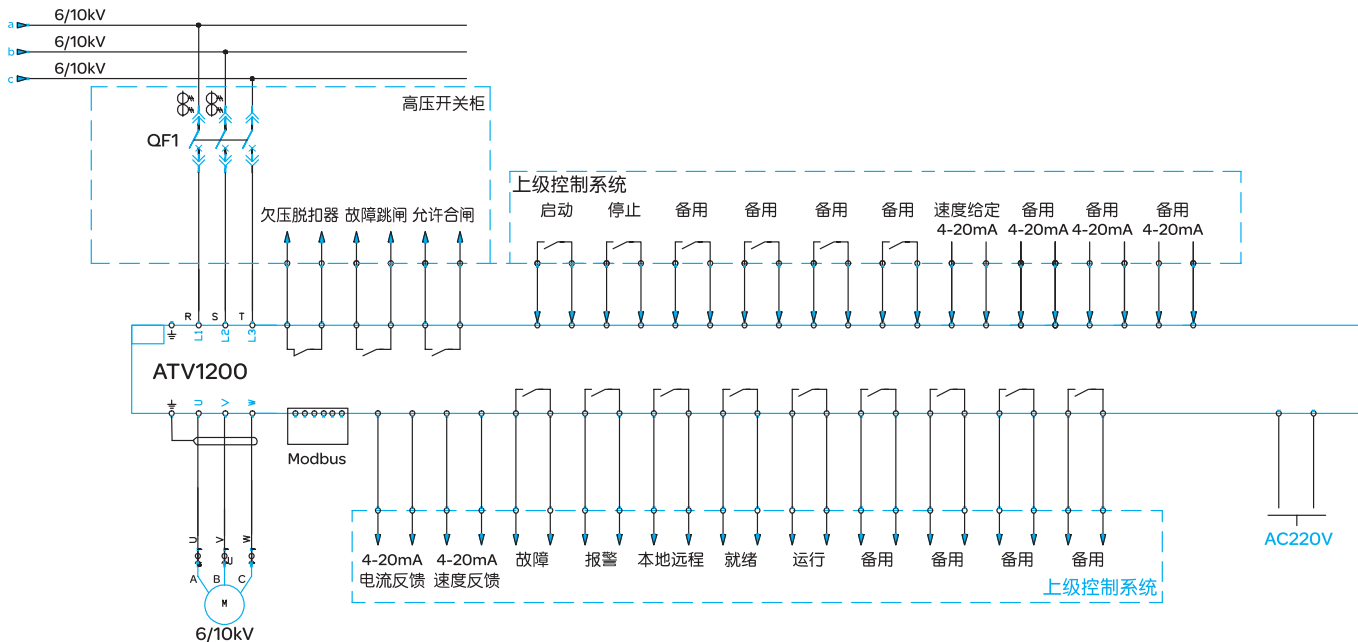 a 6/10kV
b 6/10kV
c 6/10kV
高压开关柜
QF1
上级控制系统
欠压脱扣器 故障跳闸 允许合闸
启动 停止 备用 备用 备用 备用 速度给定 备用 备用 备用
4-20mA 4-20mA 4-20mA 4-20mA
R S T
L1 L2 L3
ATV1200
U V W
Modbus
U V W
4-20mA 4-20mA 故障 报警 本地远程 就绪 运行 备用 备用 备用 备用
电流反馈 速度反馈
AC220V
A B C
上级控制系统
M
6/10kV